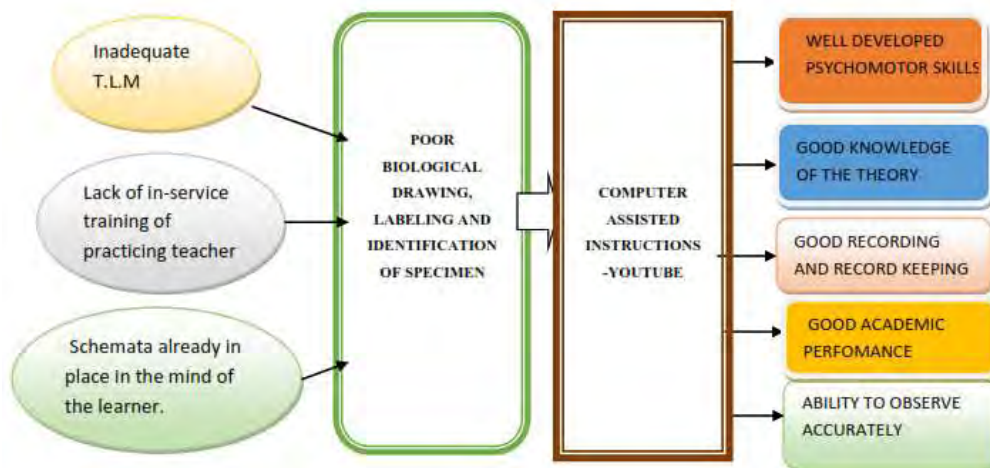 Inadequate
T.L.M
Lack of in-service
training of
practicing teacher
Schemata already in
place in the mind of
the learner.
POOR
BIOLOGICAL
DRAWING,
LABELING AND
IDENTIFICATION
OF SPECIMEN
COMPUTER
ASSISTED
INSTRUCTIONS
-YOUTUBE
WELL DEVELOPED
PSYCHOMOTOR SKILLS
GOOD KNOWLEDGE
OF THE THEORY
GOOD RECORDING
AND RECORD KEEPING
GOOD ACADEMIC
PERFOMANCE
ABILITY TO OBSERVE
ACCURATELY